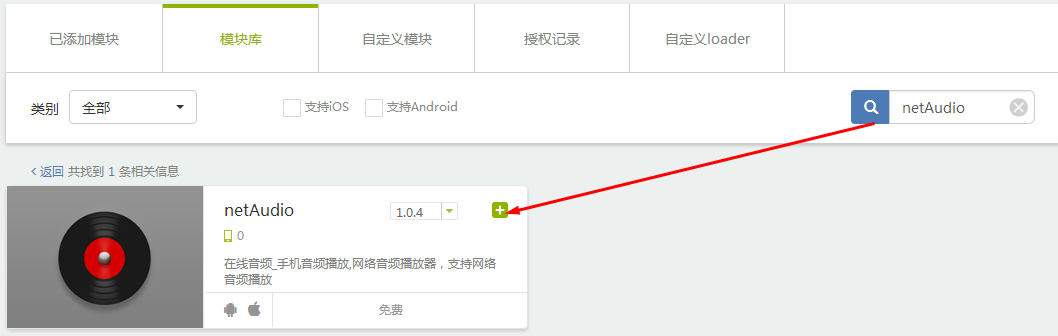 已添加模块 模块库 自定义模块 授权记录 自定义loader
类别 全部 支持iOS 支持Android netAudio
< 返回 共找到 1 条相关信息
netAudio 1.0.4
0
在线音频_手机音频播放,网络音频播放器，支持网络
音频播放
免费